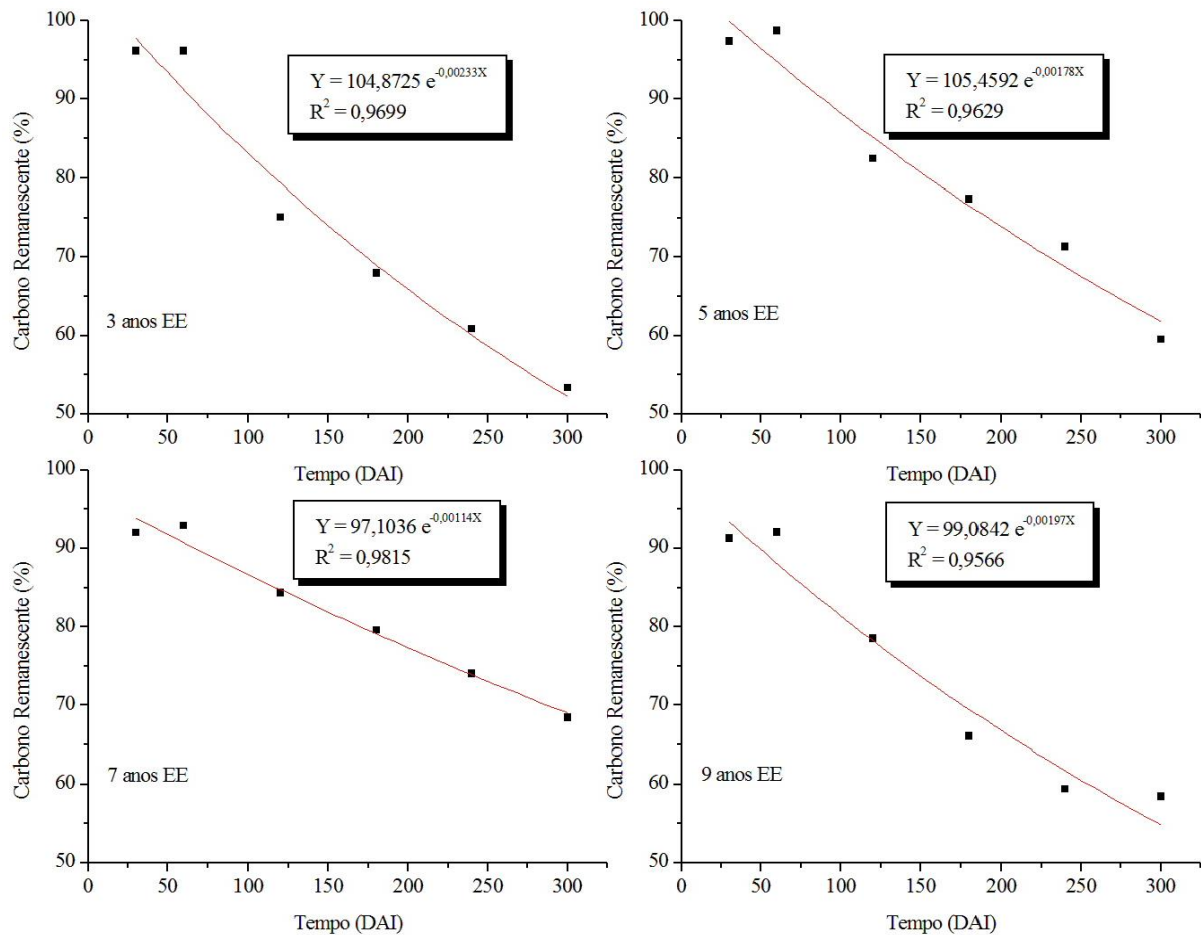 Carbono Remanescente (%)
100
90
80
70
60
50
Y = 104,8725 e^-0,00233X
R² = 0,9699
3 anos EE
0 50 100 150 200 250 300
Tempo (DAI)
Carbono Remanescente (%)
100
90
80
70
60
50
Y = 105,4592 e^-0,00178X
R² = 0,9629
5 anos EE
0 50 100 150 200 250 300
Tempo (DAI)
Carbono Remanescente (%)
100
90
80
70
60
50
Y = 97,1036 e^-0,00114X
R² = 0,9815
7 anos EE
0 50 100 150 200 250 300
Tempo (DAI)
Carbono Remanescente (%)
100
90
80
70
60
50
Y = 99,0842 e^-0,00197X
R² = 0,9566
9 anos EE
0 50 100 150 200 250 300
Tempo (DAI)